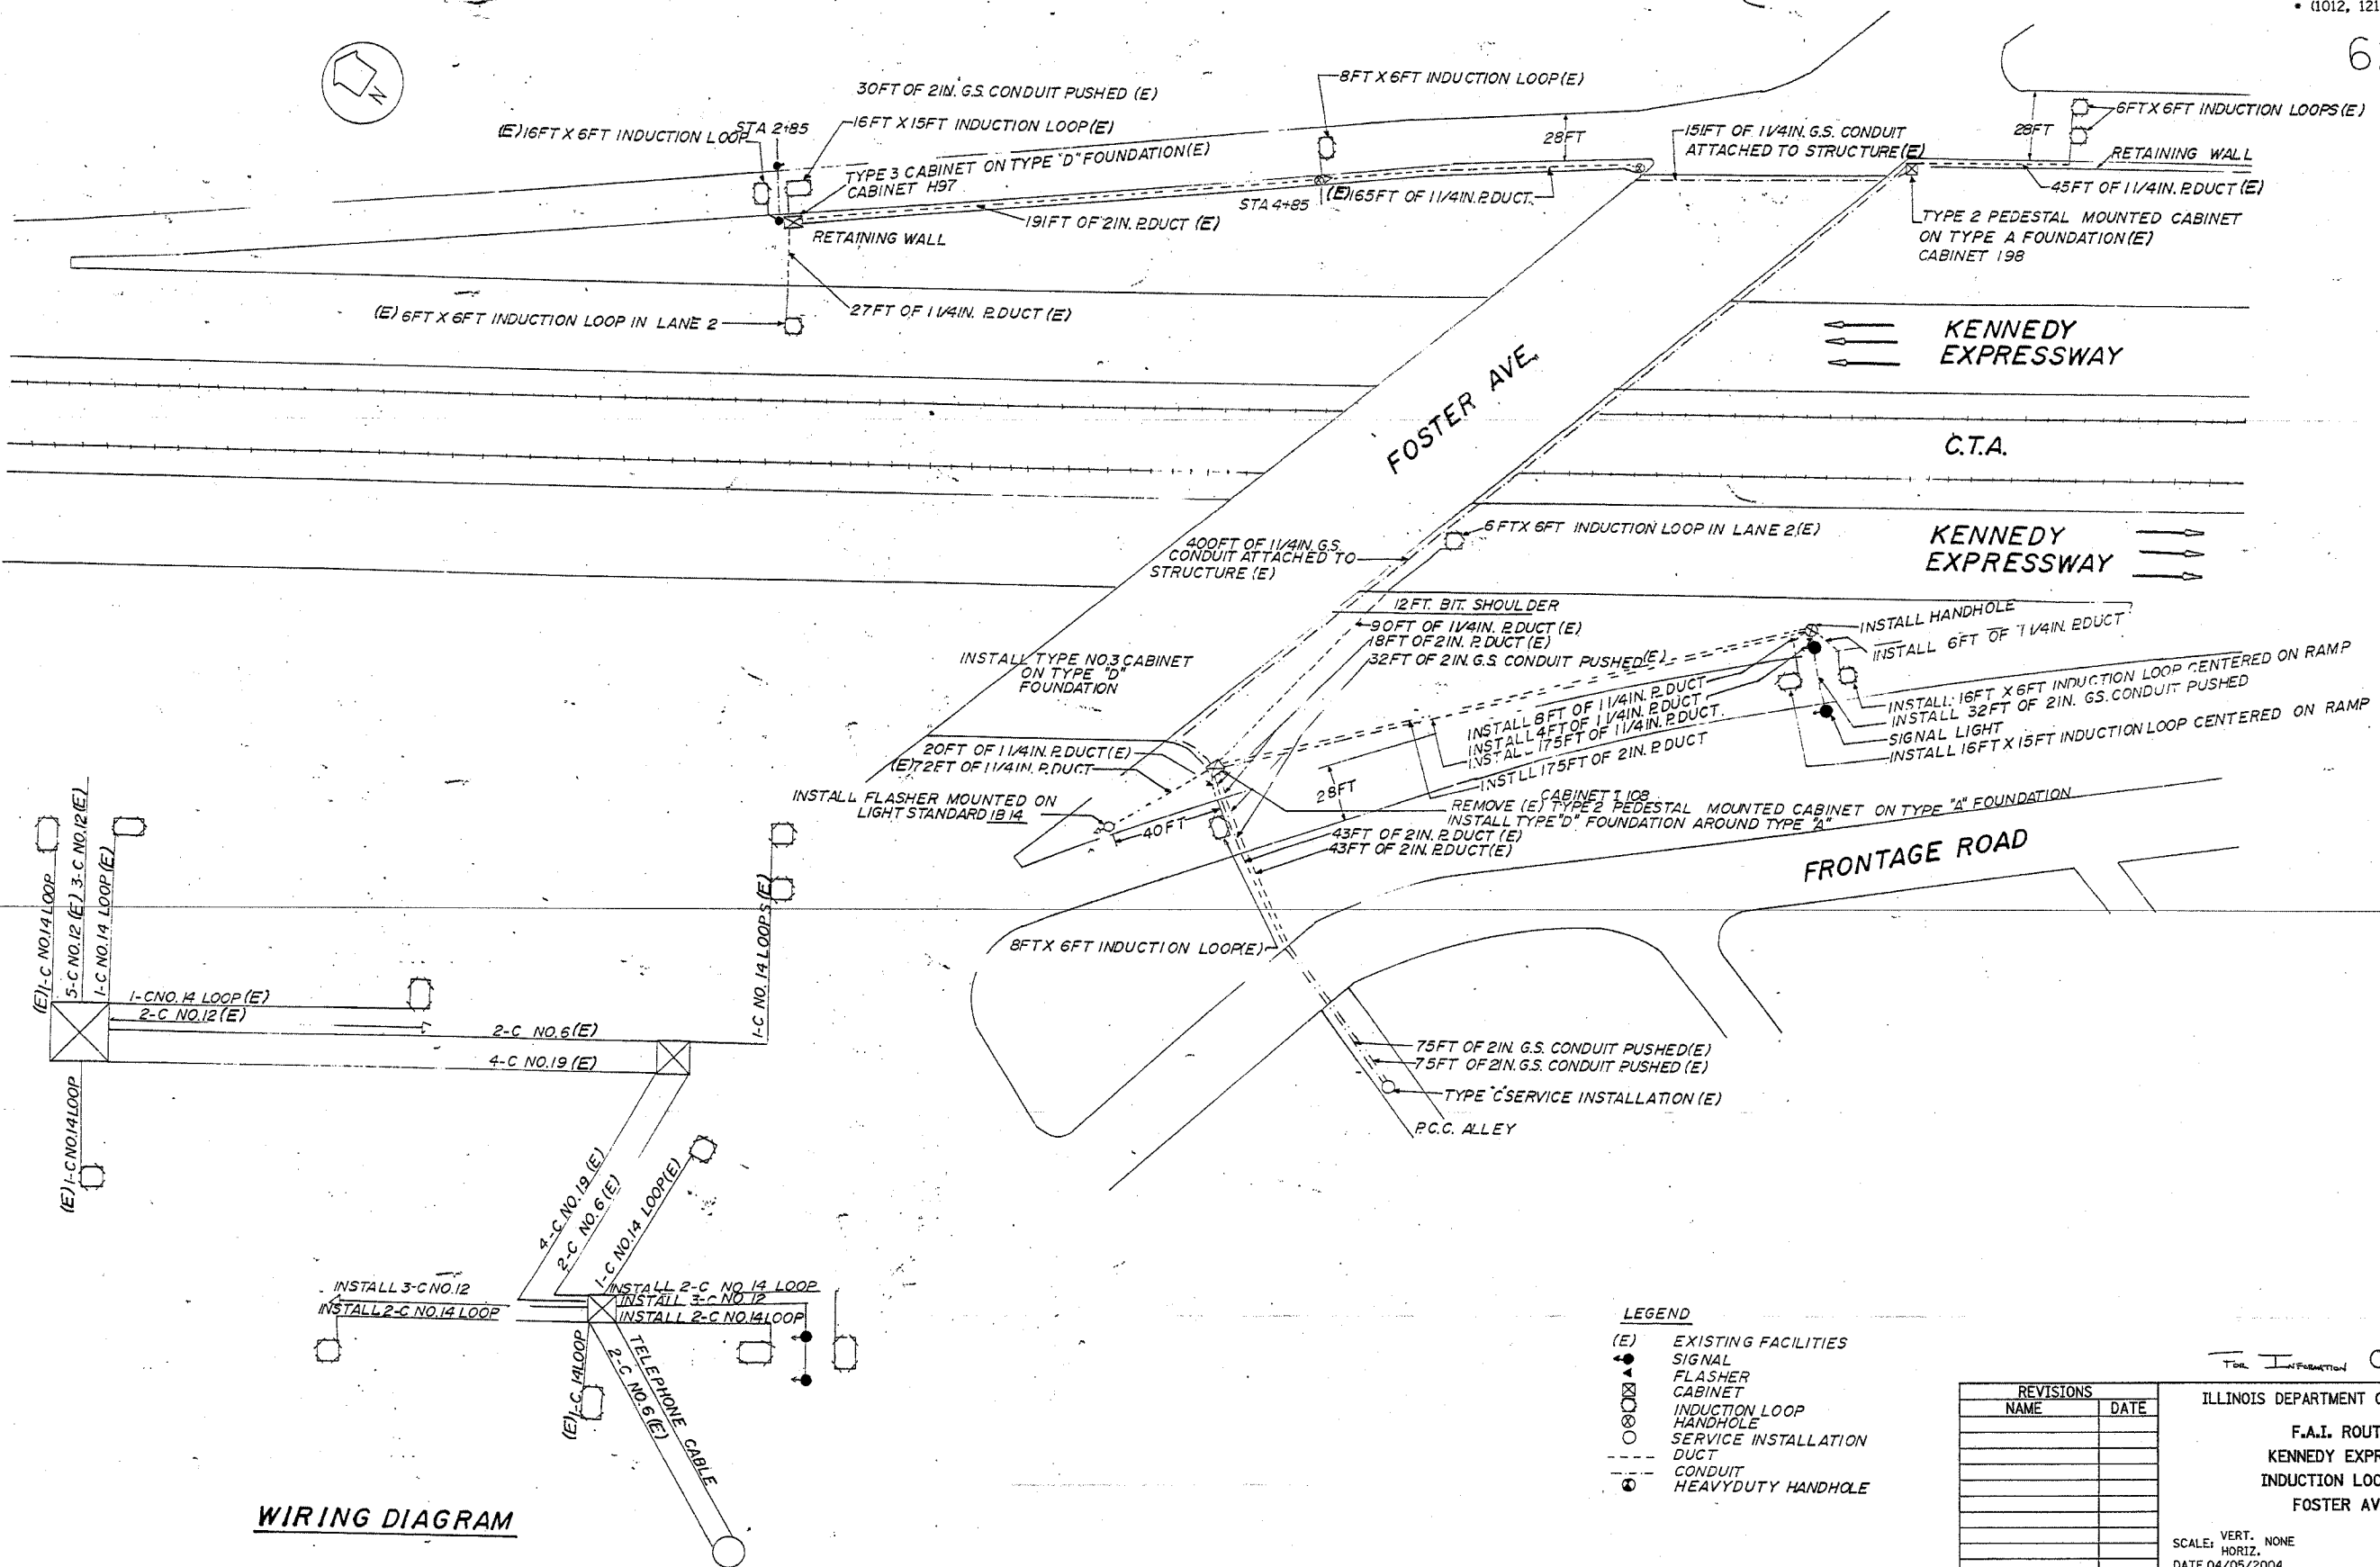 • (1012, 121
6
N
30FT OF 2IN. G.S. CONDUIT PUSHED (E)
8FT X 6FT INDUCTION LOOP(E)
(E)16FT X 6FT INDUCTION LOOP
STA 2+85
16FT X 15FT INDUCTION LOOP(E)
TYPE 3 CABINET ON TYPE "D" FOUNDATION(E)
CABINET H97
28FT
151FT OF 1 1/4IN. G.S. CONDUIT
ATTACHED TO STRUCTURE(E)
28FT
6FT X 6FT INDUCTION LOOPS(E)
RETAINING WALL
45FT OF 1 1/4IN. P.DUCT (E)
STA 4+85
(E)165FT OF 1 1/4IN. P.DUCT
191FT OF 2IN. P.DUCT (E)
RETAINING WALL
TYPE 2 PEDESTAL MOUNTED CABINET
ON TYPE A FOUNDATION(E)
CABINET 198
(E) 6FT X 6FT INDUCTION LOOP IN LANE 2
27FT OF 1 1/4IN. P.DUCT (E)
KENNEDY
EXPRESSWAY
FOSTER AVE.
C.T.A.
6FT X 6FT INDUCTION LOOP IN LANE 2(E)
400FT OF 1 1/4IN. G.S.
CONDUIT ATTACHED TO
STRUCTURE (E)
KENNEDY
EXPRESSWAY
12FT. BIT. SHOULDER
90FT OF 1 1/4IN. P.DUCT (E)
18FT OF 2IN. P.DUCT (E)
32FT OF 2IN. G.S. CONDUIT PUSHED(E)
INSTALL HANDHOLE
INSTALL 6FT OF 1 1/4IN. P.DUCT
INSTALL TYPE NO.3 CABINET
ON TYPE "D"
FOUNDATION
INSTALL 8FT OF 1 1/4IN. P.DUCT
INSTALL 4FT OF 1 1/4IN. P.DUCT
INSTAL- 175FT OF 1 1/4IN. P.DUCT
INSTLL 175FT OF 2IN. P.DUCT
INSTALL 16FT X 6FT INDUCTION LOOP CENTERED ON RAMP
INSTALL 32FT OF 2IN. GS. CONDUIT PUSHED
SIGNAL LIGHT
INSTALL 16FT X 15FT INDUCTION LOOP CENTERED ON RAMP
20FT OF 1 1/4IN. P.DUCT(E)
(E)72FT OF 1 1/4IN. P.DUCT
28FT
INSTALL FLASHER MOUNTED ON
LIGHT STANDARD IB 14
40FT
CABINET I 108
REMOVE (E) TYPE 2 PEDESTAL MOUNTED CABINET ON TYPE "A" FOUNDATION
INSTALL TYPE "D" FOUNDATION AROUND TYPE "A"
43FT OF 2IN. P.DUCT (E)
43FT OF 2IN. P.DUCT(E)
FRONTAGE ROAD
8FT X 6FT INDUCTION LOOP(E)
75FT OF 2IN. G.S. CONDUIT PUSHED(E)
75FT OF 2IN. G.S. CONDUIT PUSHED (E)
TYPE "C" SERVICE INSTALLATION (E)
P.C.C. ALLEY
(E)1-C NO.14 LOOP
5-C NO.12 (E) 3-C NO.12(E)
1-C NO.14 LOOP(E)
1-C NO.14 LOOP(E)
2-C NO.12(E)
2-C NO.6(E)
4-C NO.19 (E)
1-C NO.14 LOOPS(E)
(E)1-C NO.14 LOOP
4-C NO.19 (E)
2-C NO.6 (E)
1-C NO.14 LOOP(E)
INSTALL 3-C NO.12
INSTALL 2-C NO.14 LOOP
INSTALL 2-C NO 14 LOOP
INSTALL 3-C NO 12
INSTALL 2-C NO.14LOOP
(E)1-C 14LOOP
2-C NO.6(E)
TELEPHONE CABLE
WIRING DIAGRAM
LEGEND
(E) EXISTING FACILITIES
SIGNAL
FLASHER
CABINET
INDUCTION LOOP
HANDHOLE
SERVICE INSTALLATION
DUCT
CONDUIT
HEAVYDUTY HANDHOLE
FOR INFORMATION
REVISIONS
NAME DATE
ILLINOIS DEPARTMENT
F.A.I. ROUT
KENNEDY EXPR
INDUCTION LOO
FOSTER AV
SCALE: VERT. NONE
HORIZ.
DATE 04/05/2004